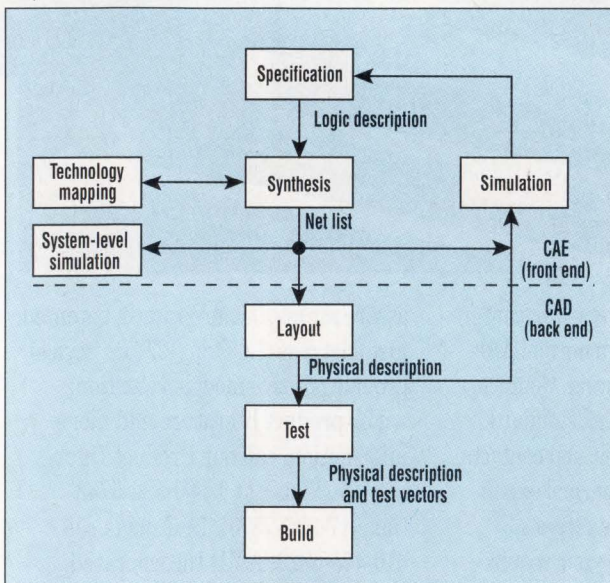 Specification
Logic description
Technology
mapping
Synthesis
Simulation
Net list
System-level
simulation
CAE
(front end)
CAD
(back end)
Layout
Physical description
Test
Physical description
and test vectors
Build